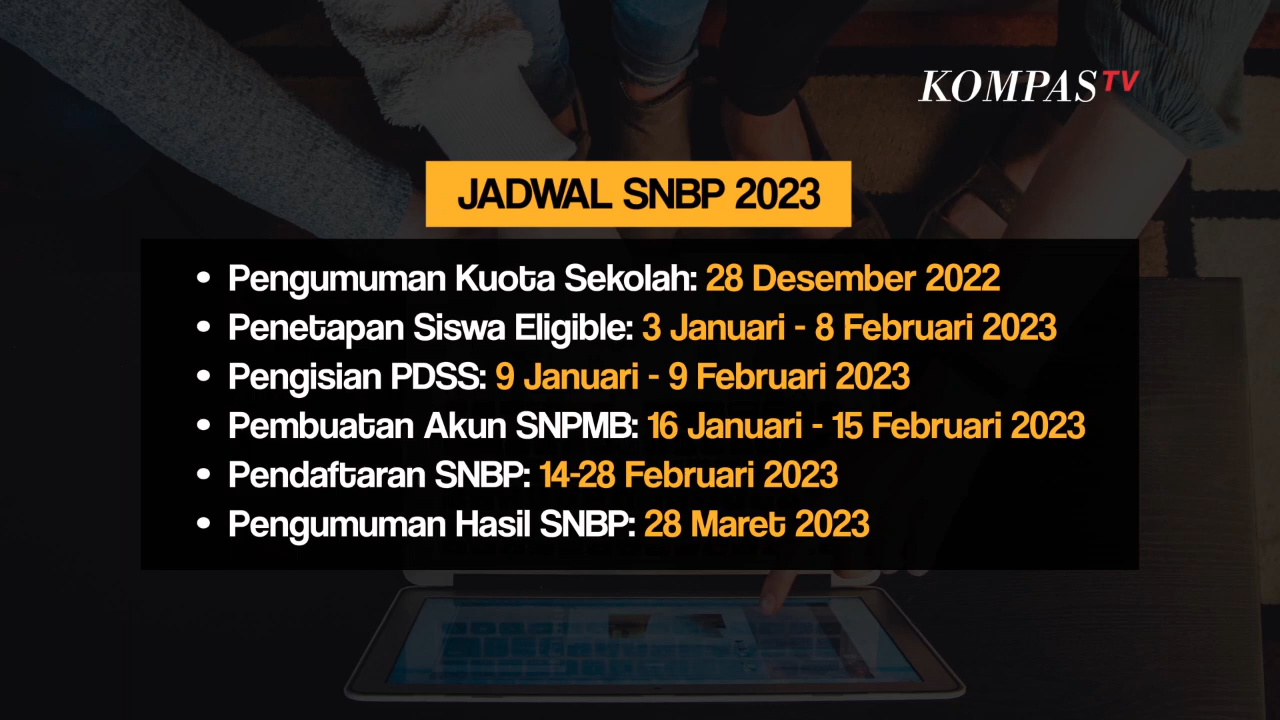 KOMPAS TV
JADWAL SNBP 2023
• Pengumuman Kuota Sekolah: 28 Desember 2022
• Penetapan Siswa Eligible: 3 Januari - 8 Februari 2023
• Pengisian PDSS: 9 Januari - 9 Februari 2023
• Pembuatan Akun SNPMB: 16 Januari - 15 Februari 2023
• Pendaftaran SNBP: 14-28 Februari 2023
• Pengumuman Hasil SNBP: 28 Maret 2023